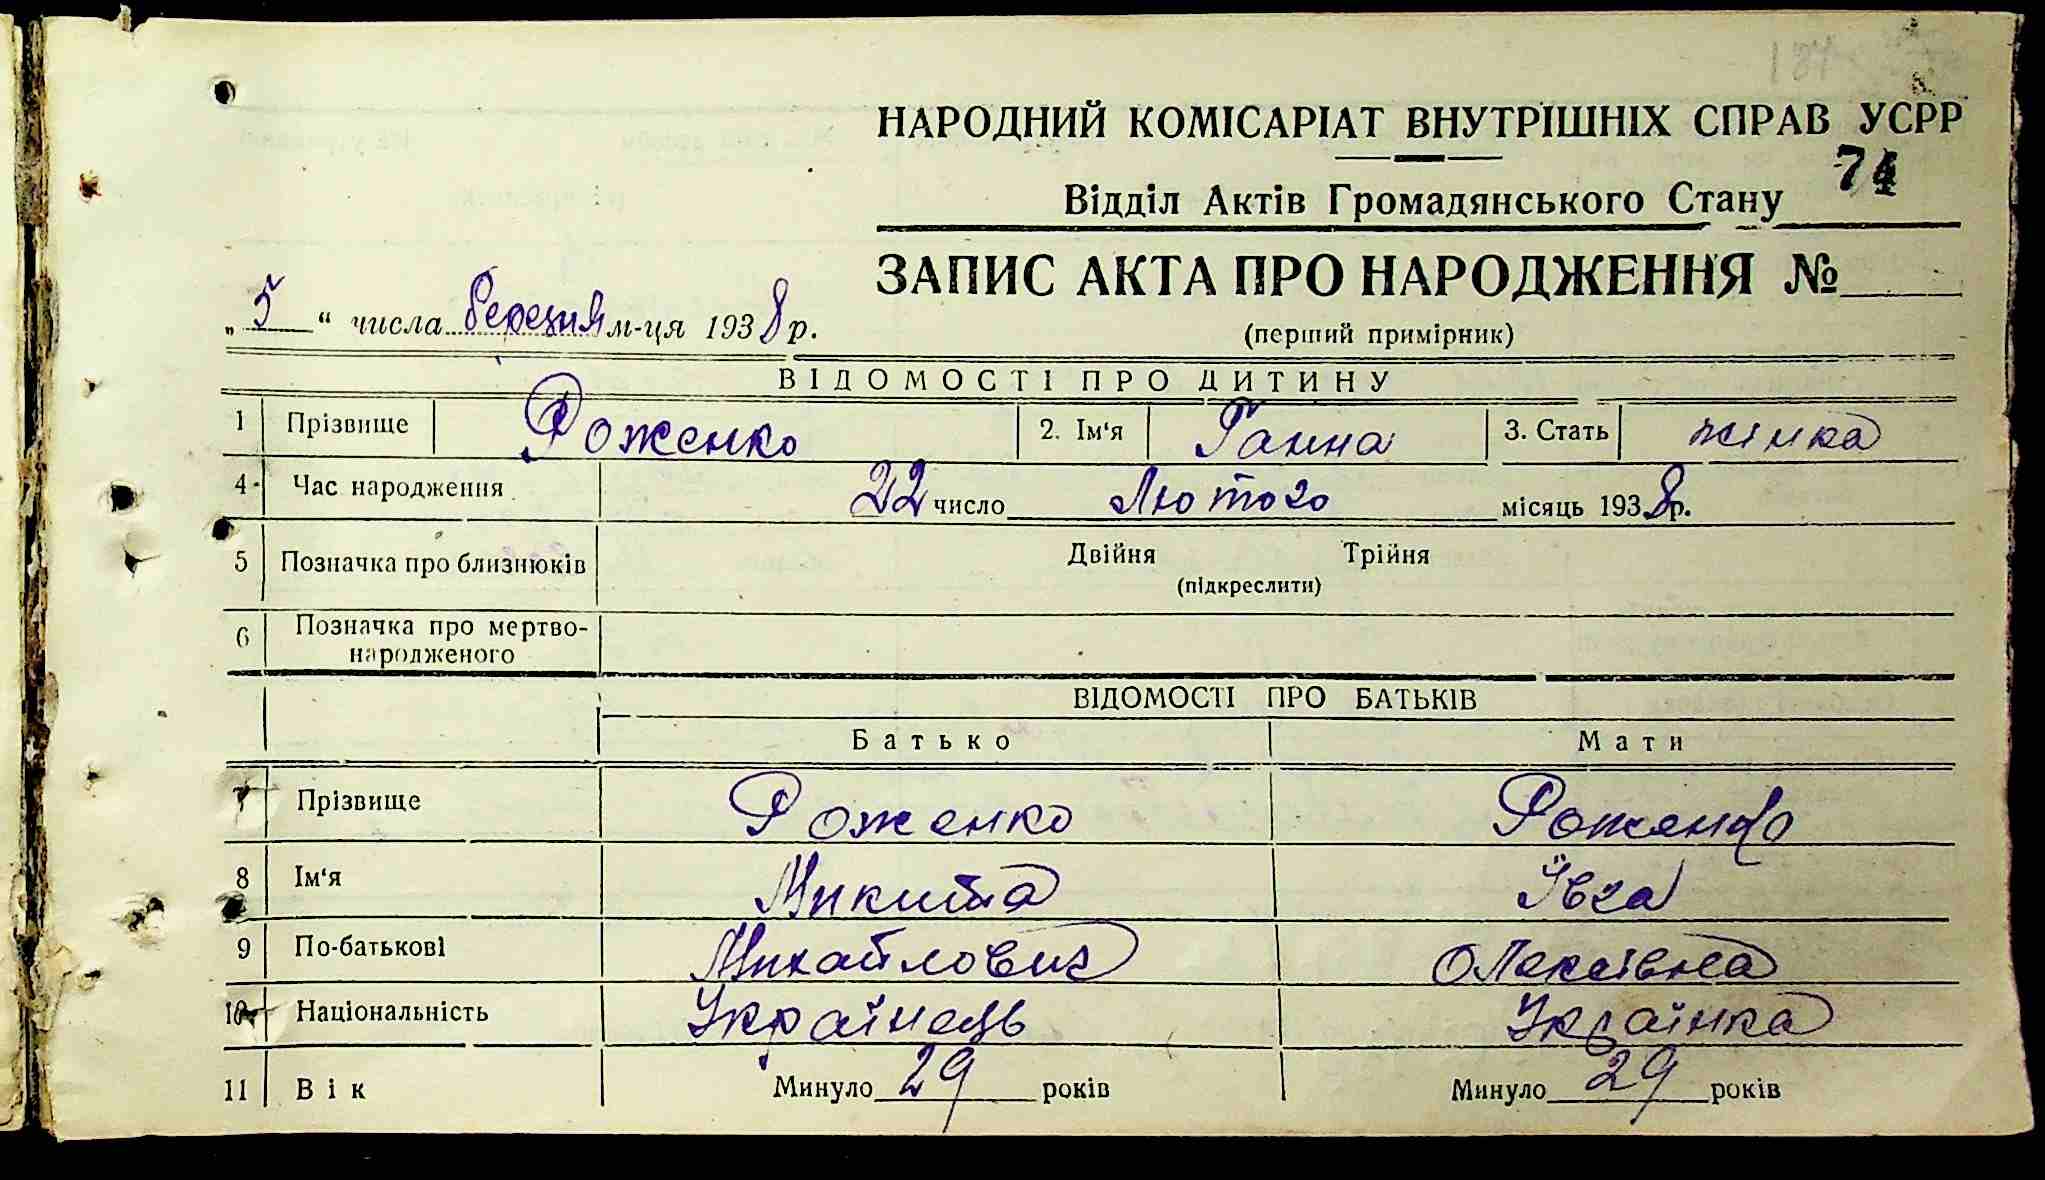 НАРОДНИЙ КОМІСАРІАТ ВНУТРІШНІХ СПРАВ УСРР
74
Відділ Актів Громадянського Стану
ЗАПИС АКТА ПРО НАРОДЖЕННЯ №
„ 5 “ числа березня м-ця 1938 р.
(перший примірник)
ВІДОМОСТІ ПРО ДИТИНУ
1 Прізвище Роженко 2. Ім‘я Ганна 3. Стать жінка
4 Час народження 22 число Лютого місяць 1938 р.
5 Позначка про близнюків Двійня Трійня
(підкреслити)
6 Позначка про мертво-
народженого
ВІДОМОСТІ ПРО БАТЬКІВ
Батько Мати
7 Прізвище Роженко Роженко
8 Ім‘я Микита Ївга
9 По-батькові Михайлович Олексіївна
10 Національність Українець Українка
11 Вік Минуло 29 років Минуло 29 років